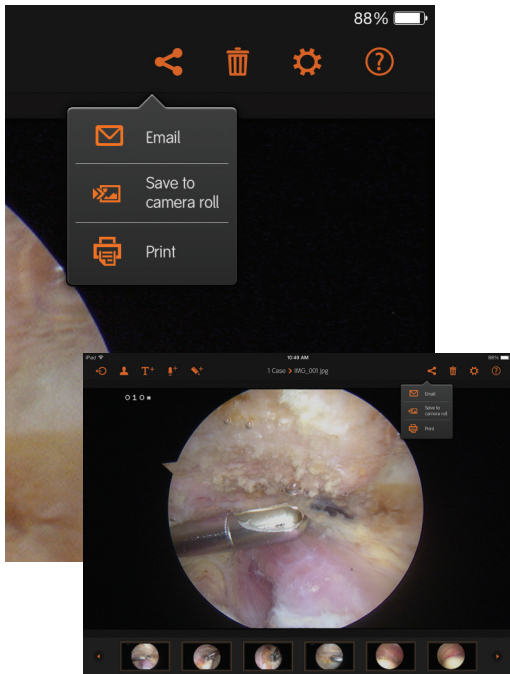 88%
Email
Save to
camera roll
Print
iPad
10:49 AM
88%
T+
1 Case > IMG_001.jpg
Email
Save to
camera roll
Print